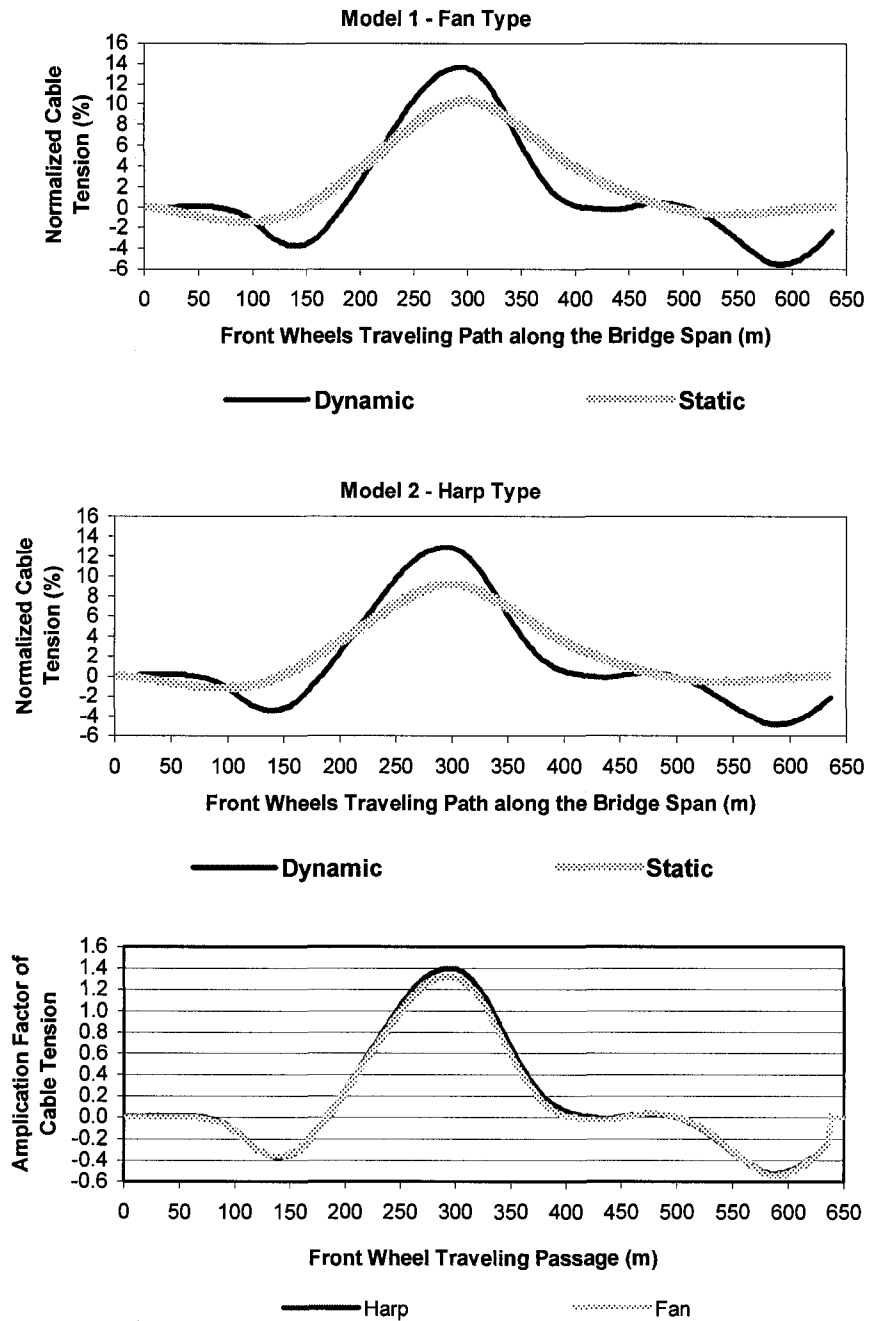 Model 1 - Fan Type
Normalized Cable
Tension (%)
16
14
12
10
8
6
4
2
0
-2
-4
-6
0 50 100 150 200 250 300 350 400 450 500 550 600 650
Front Wheels Traveling Path along the Bridge Span (m)
Dynamic Static
Model 2 - Harp Type
Normalized Cable
Tension (%)
16
14
12
10
8
6
4
2
0
-2
-4
-6
0 50 100 150 200 250 300 350 400 450 500 550 600 650
Front Wheels Traveling Path along the Bridge Span (m)
Dynamic Static
Amplication Factor of
Cable Tension
1.6
1.4
1.2
1.0
0.8
0.6
0.4
0.2
0.0
-0.2
-0.4
-0.6
0 50 100 150 200 250 300 350 400 450 500 550 600 650
Front Wheel Traveling Passage (m)
Harp Fan